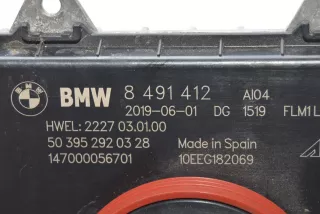 BMW 8 491 412 AI04
2019-06-01 DG 1519 FLM1 L
HWEL: 2227 03.01.00
50 395 292 03 28 Made in Spain
147000056701 10EEG182069